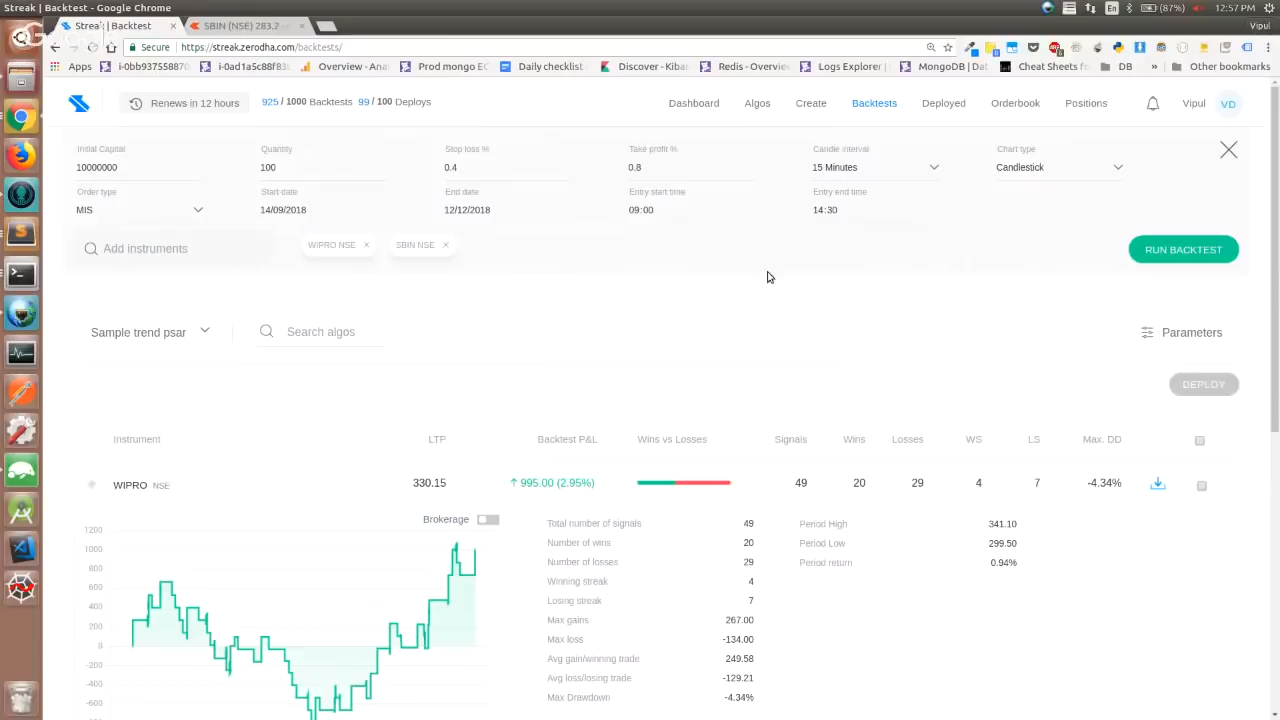 Streak | Backtest - Google Chrome
(87%) 12:57 PM
Streak | Backtest × SBIN (NSE) 283.2 × Vipul
Secure https://streak.zerodha.com/backtests/
Apps i-0bb937558870 i-0ad1a5c88f83 Overview - Ana Prod mongo EC Daily checklist Discover - Kiba Redis - Overvie Logs Explorer | MongoDB | Dat Cheat Sheets fo DB » Other bookmarks
Renews in 12 hours 925 / 1000 Backtests 99 / 100 Deploys Dashboard Algos Create Backtests Deployed Orderbook Positions Vipul VD
Initial Capital Quantity Stop loss % Take profit % Candle interval Chart type
10000000 100 0.4 0.8 15 Minutes Candlestick
Order type Start date End date Entry start time Entry end time
MIS 14/09/2018 12/12/2018 09:00 14:30
Add instruments WIPRO NSE × SBIN NSE × RUN BACKTEST
Sample trend psar Search algos Parameters
DEPLOY
Instrument LTP Backtest P&L Wins vs Losses Signals Wins Losses WS LS Max. DD
WIPRO NSE 330.15 ↑ 995.00 (2.95%) 49 20 29 4 7 -4.34%
Brokerage
1200
1000
800
600
400
200
0
-200
-400
-600
Total number of signals 49
Number of wins 20
Number of losses 29
Winning streak 4
Losing streak 7
Max gains 267.00
Max loss -134.00
Avg gain/winning trade 249.58
Avg loss/losing trade -129.21
Max Drawdown -4.34%
Period High 341.10
Period Low 299.50
Period return 0.94%